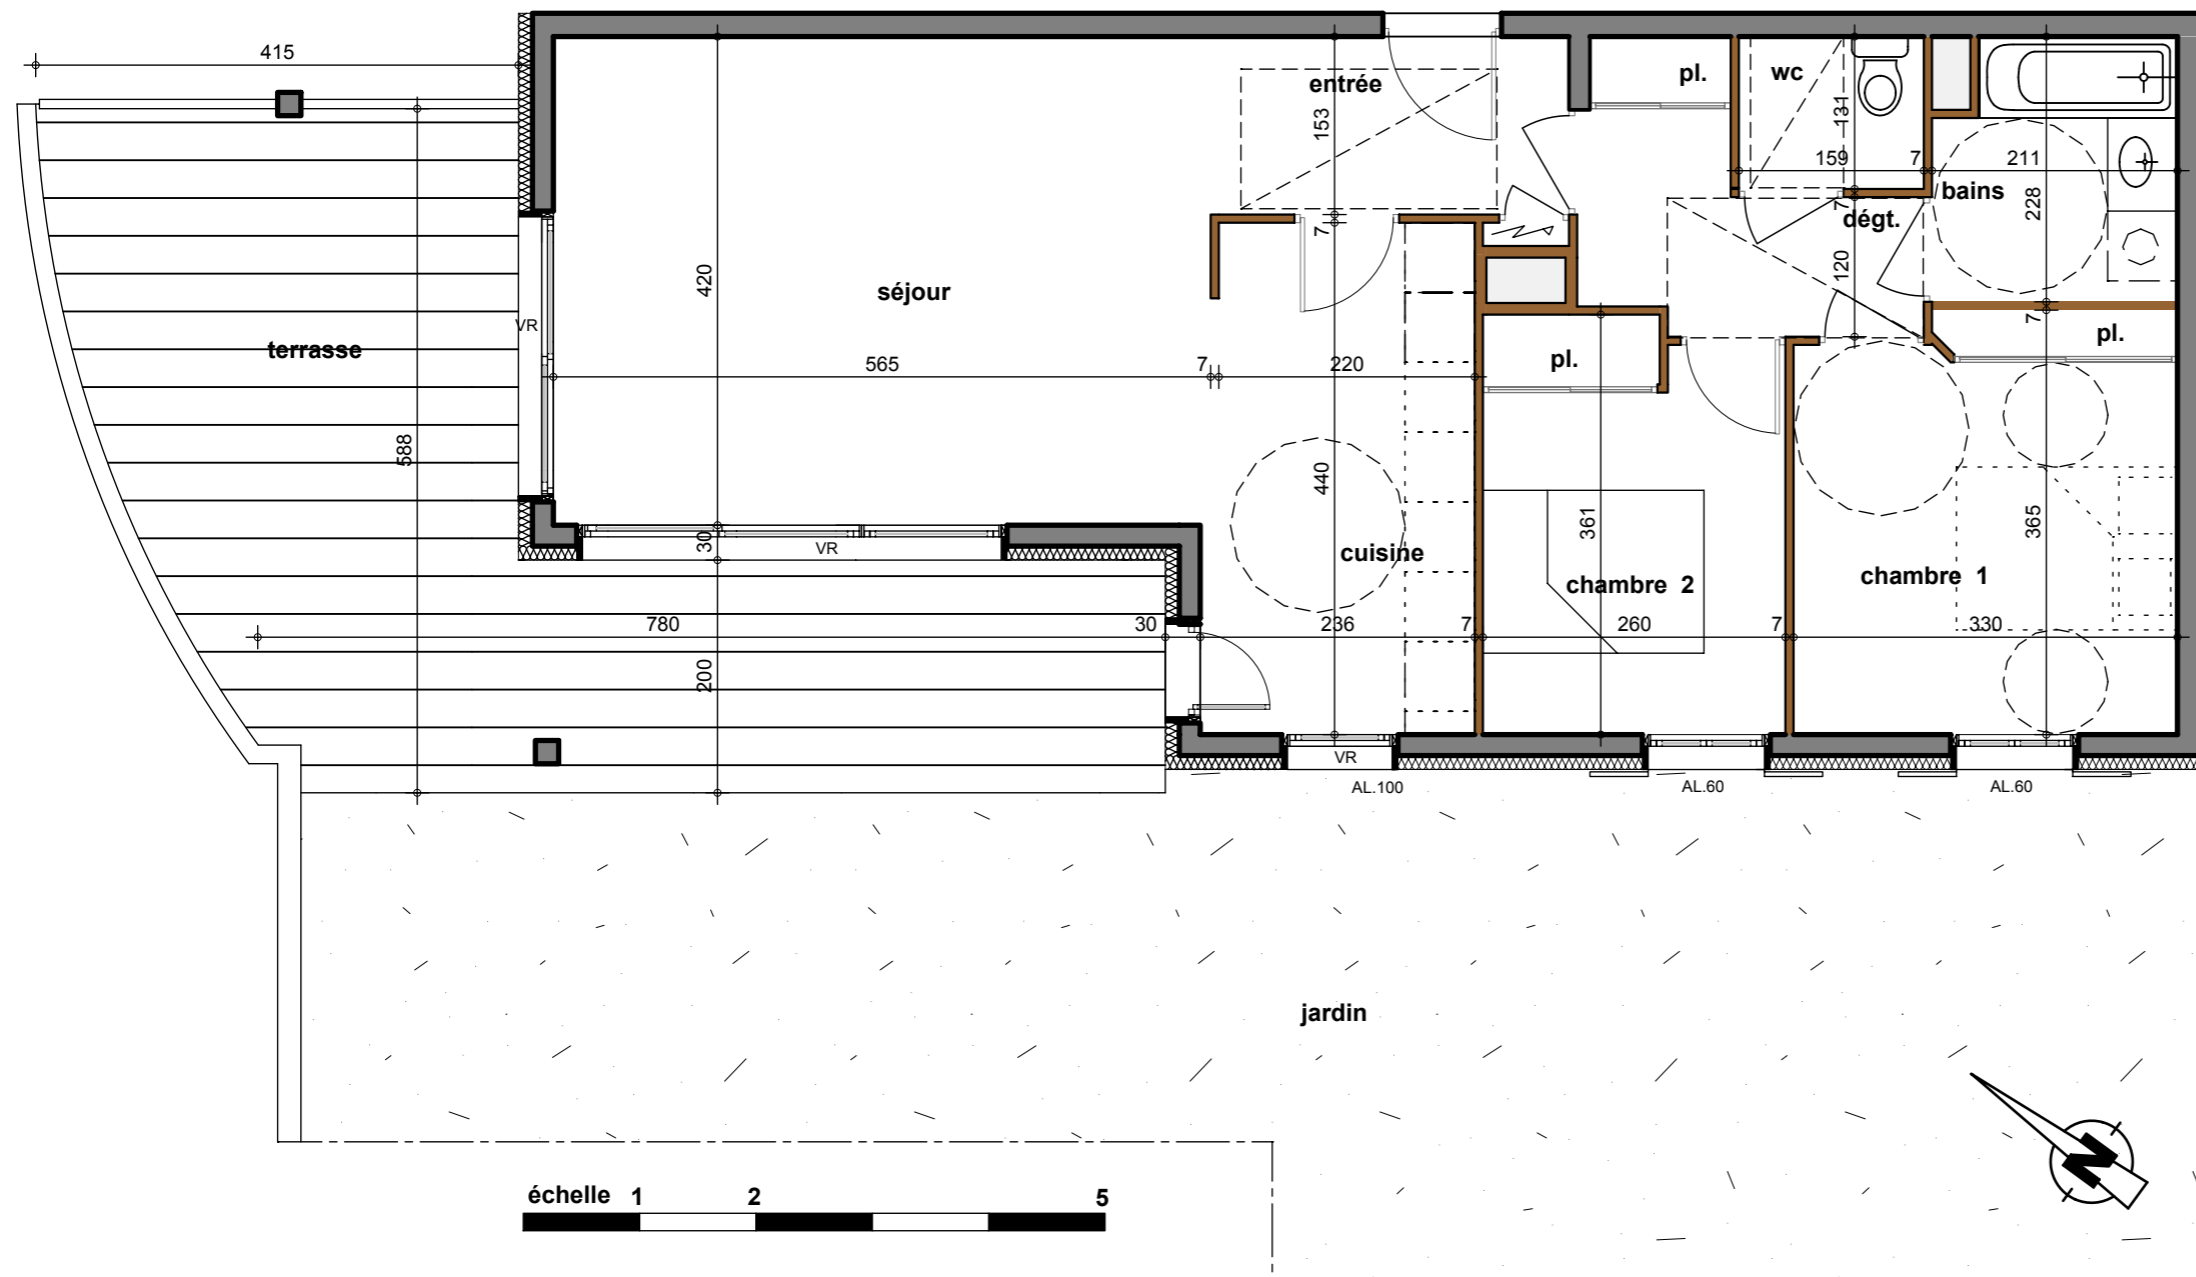 415
entrée
pl.
wc
153
131
159
7
211
bains
228
7
dégt.
7
120
420
séjour
VR
terrasse
565
7
220
pl.
7
pl.
588
440
361
365
30
VR
cuisine
chambre 2
chambre 1
780
30
236
7
260
7
330
200
VR
AL.100
AL.60
AL.60
jardin
N
échelle 1 2 5